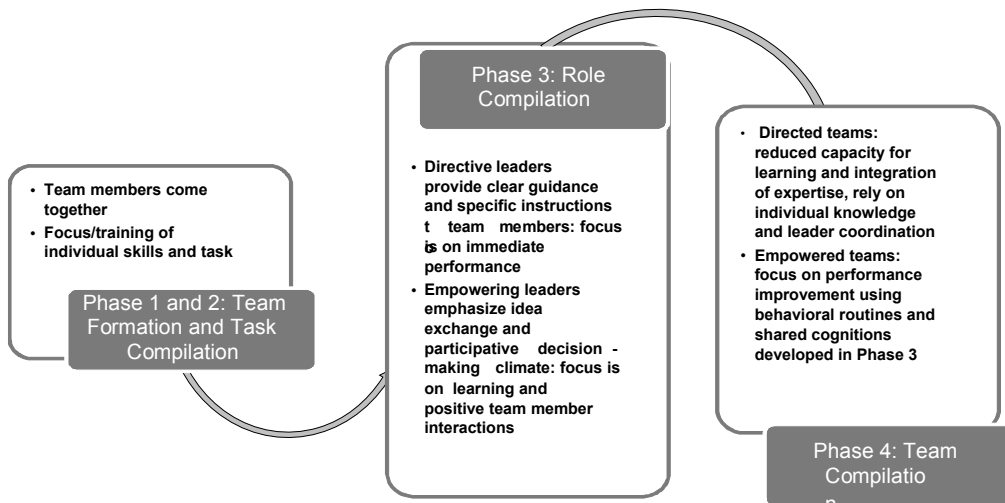 • Team members come
together
• Focus/training of
individual skills and task
Phase 1 and 2: Team
Formation and Task
Compilation
Phase 3: Role
Compilation
• Directive leaders
provide clear guidance
and specific instructions
to team members: focus
is on immediate
performance
• Empowering leaders
emphasize idea
exchange and
participative decision -
making climate: focus is
on learning and
positive team member
interactions
• Directed teams:
reduced capacity for
learning and integration
of expertise, rely on
individual knowledge
and leader coordination
• Empowered teams:
focus on performance
improvement using
behavioral routines and
shared cognitions
developed in Phase 3
Phase 4: Team
Compilatio
n